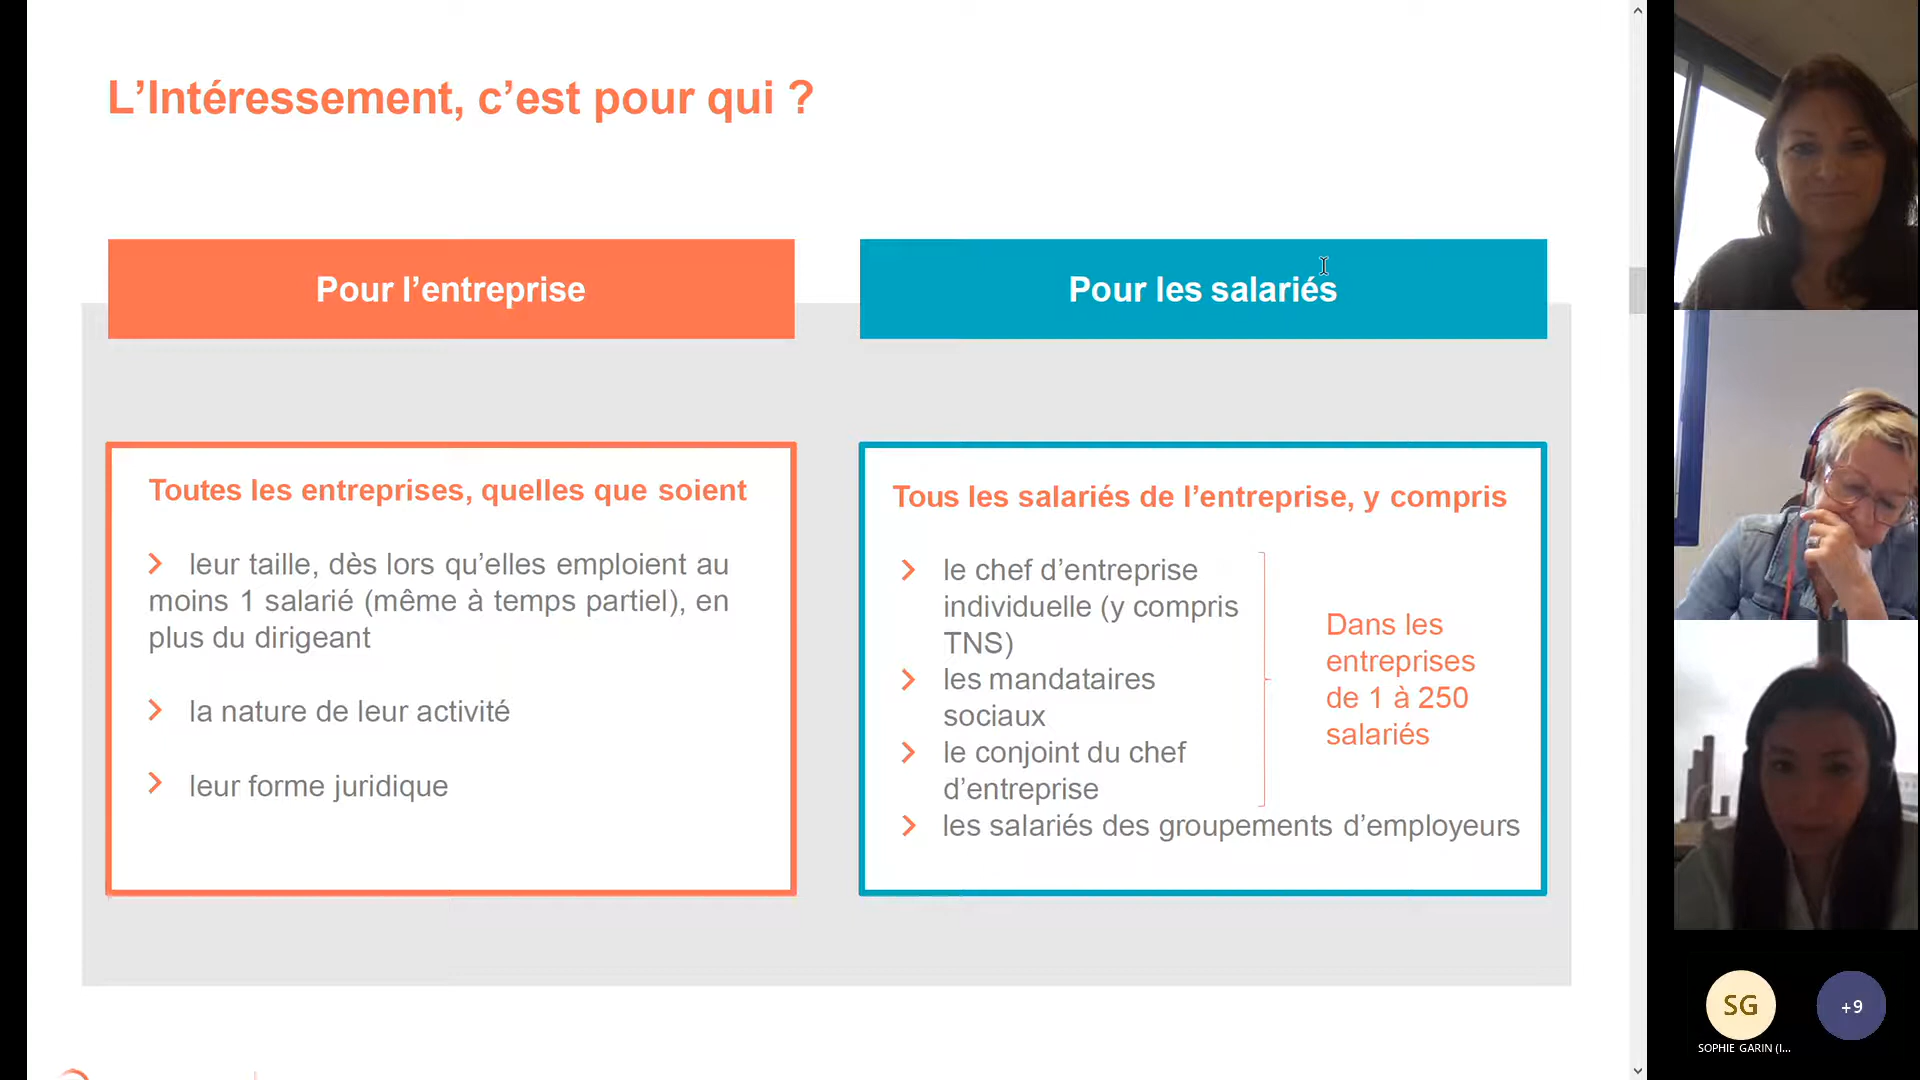 L’Intéressement, c’est pour qui ?
Pour l’entreprise
Toutes les entreprises, quelles que soient
leur taille, dès lors qu’elles emploient au
moins 1 salarié (même à temps partiel), en
plus du dirigeant
la nature de leur activité
leur forme juridique
Pour les salariés
Tous les salariés de l’entreprise, y compris
le chef d’entreprise
individuelle (y compris
TNS)
les mandataires
sociaux
le conjoint du chef
d’entreprise
Dans les
entreprises
de 1 à 250
salariés
les salariés des groupements d’employeurs
SG
+9
SOPHIE GARIN (I...